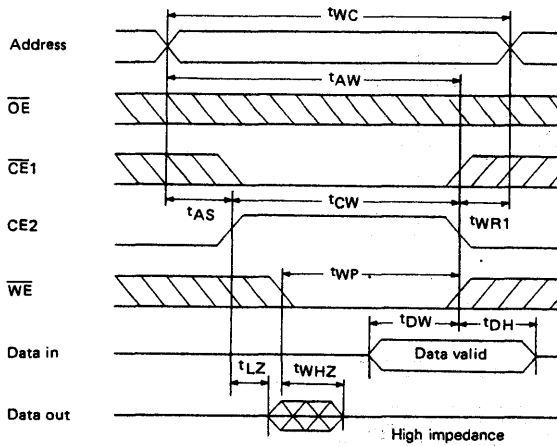 tWC
Address
tAW
OE
CE1
tAS
tCW
tWR1
CE2
tWP
WE
tDW
tDH
Data in
Data valid
tLZ
tWHZ
Data out
High impedance